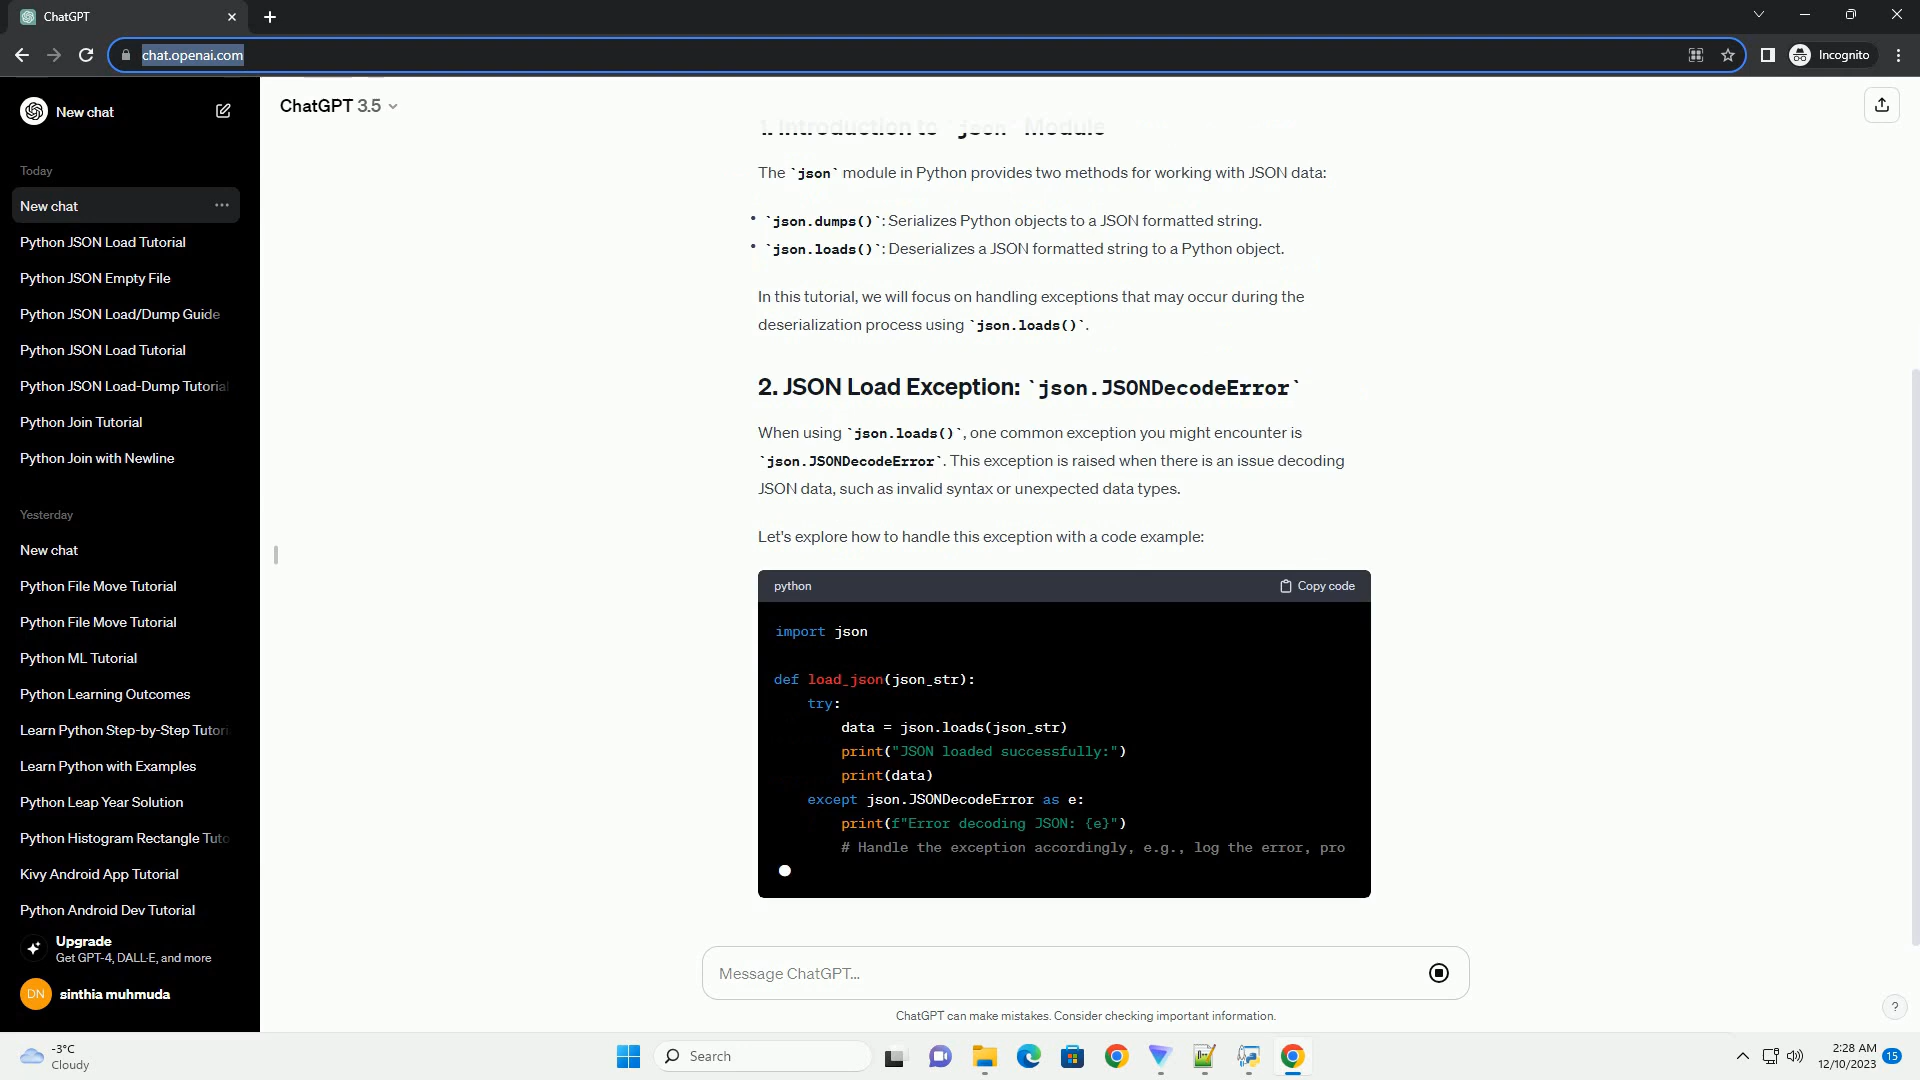 ChatGPT
chat.openai.com
Incognito
New chat
Today
New chat
Python JSON Load Tutorial
Python JSON Empty File
Python JSON Load/Dump Guide
Python JSON Load Tutorial
Python JSON Load-Dump Tutorial
Python Join Tutorial
Python Join with Newline
Yesterday
New chat
Python File Move Tutorial
Python File Move Tutorial
Python ML Tutorial
Python Learning Outcomes
Learn Python Step-by-Step Tutori
Learn Python with Examples
Python Leap Year Solution
Python Histogram Rectangle Tuto
Kivy Android App Tutorial
Python Android Dev Tutorial
Upgrade
Get GPT-4, DALL·E, and more
DN sinthia muhmuda
ChatGPT 3.5
1. Introduction to `json` Module
The `json` module in Python provides two methods for working with JSON data:
• `json.dumps()`: Serializes Python objects to a JSON formatted string.
• `json.loads()`: Deserializes a JSON formatted string to a Python object.
In this tutorial, we will focus on handling exceptions that may occur during the
deserialization process using `json.loads()`.
2. JSON Load Exception: `json.JSONDecodeError`
When using `json.loads()`, one common exception you might encounter is
`json.JSONDecodeError`. This exception is raised when there is an issue decoding
JSON data, such as invalid syntax or unexpected data types.
Let's explore how to handle this exception with a code example:
python Copy code
import json
def load_json(json_str):
try:
data = json.loads(json_str)
print("JSON loaded successfully:")
print(data)
except json.JSONDecodeError as e:
print(f"Error decoding JSON: {e}")
# Handle the exception accordingly, e.g., log the error, pro
Message ChatGPT...
ChatGPT can make mistakes. Consider checking important information.
?
-3°C
Cloudy
Search
2:28 AM
12/10/2023
15